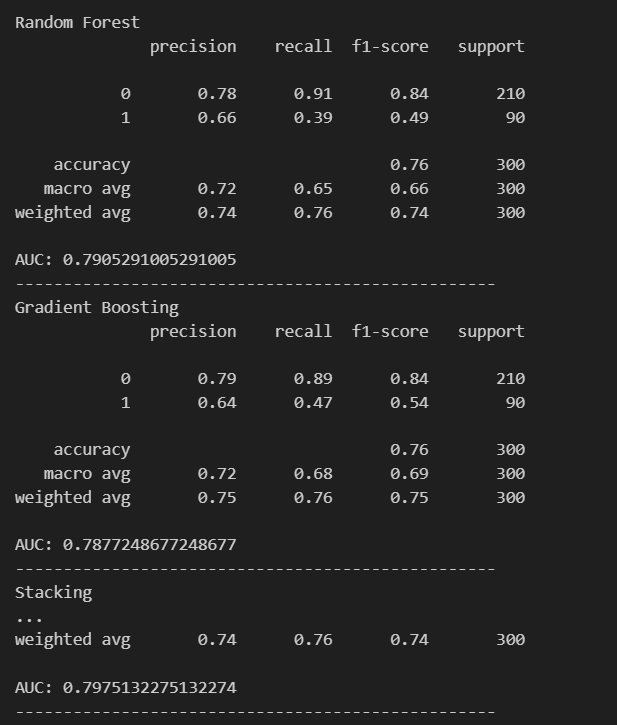 Random Forest
precision recall f1-score support
0 0.78 0.91 0.84 210
1 0.66 0.39 0.49 90
accuracy 0.76 300
macro avg 0.72 0.65 0.66 300
weighted avg 0.74 0.76 0.74 300
AUC: 0.7905291005291005
--------------------------------------------------
Gradient Boosting
precision recall f1-score support
0 0.79 0.89 0.84 210
1 0.64 0.47 0.54 90
accuracy 0.76 300
macro avg 0.72 0.68 0.69 300
weighted avg 0.75 0.76 0.75 300
AUC: 0.7877248677248677
--------------------------------------------------
Stacking
...
weighted avg 0.74 0.76 0.74 300
AUC: 0.7975132275132274
--------------------------------------------------